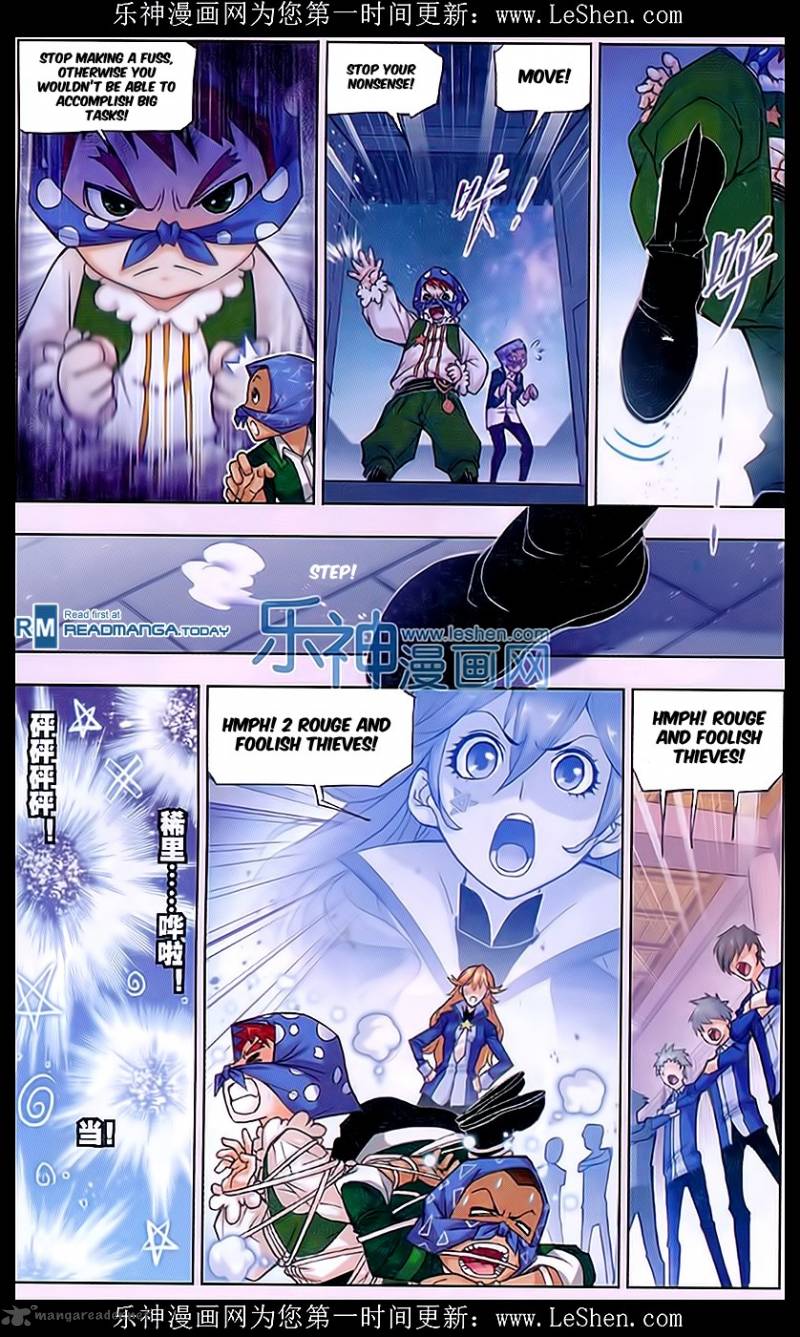 乐神漫画网为您第一时间更新：www.LeShen.com
STOP MAKING A FUSS,
OTHERWISE YOU
WOULDN'T BE ABLE TO
ACCOMPLISH BIG
TASKS!
STOP YOUR
NONSENSE!
MOVE!
咔！
呼
STEP!
RM
Read first at
READMANGA.TODAY
乐神漫画网
www.leshen.com
砰砰砰砰！
稀里……哗啦！
当！
HMPH! 2 ROUGE AND
FOOLISH THIEVES!
HMPH! ROUGE
AND FOOLISH
THIEVES!
mangareader.net
乐神漫画网为您第一时间更新：www.LeShen.com